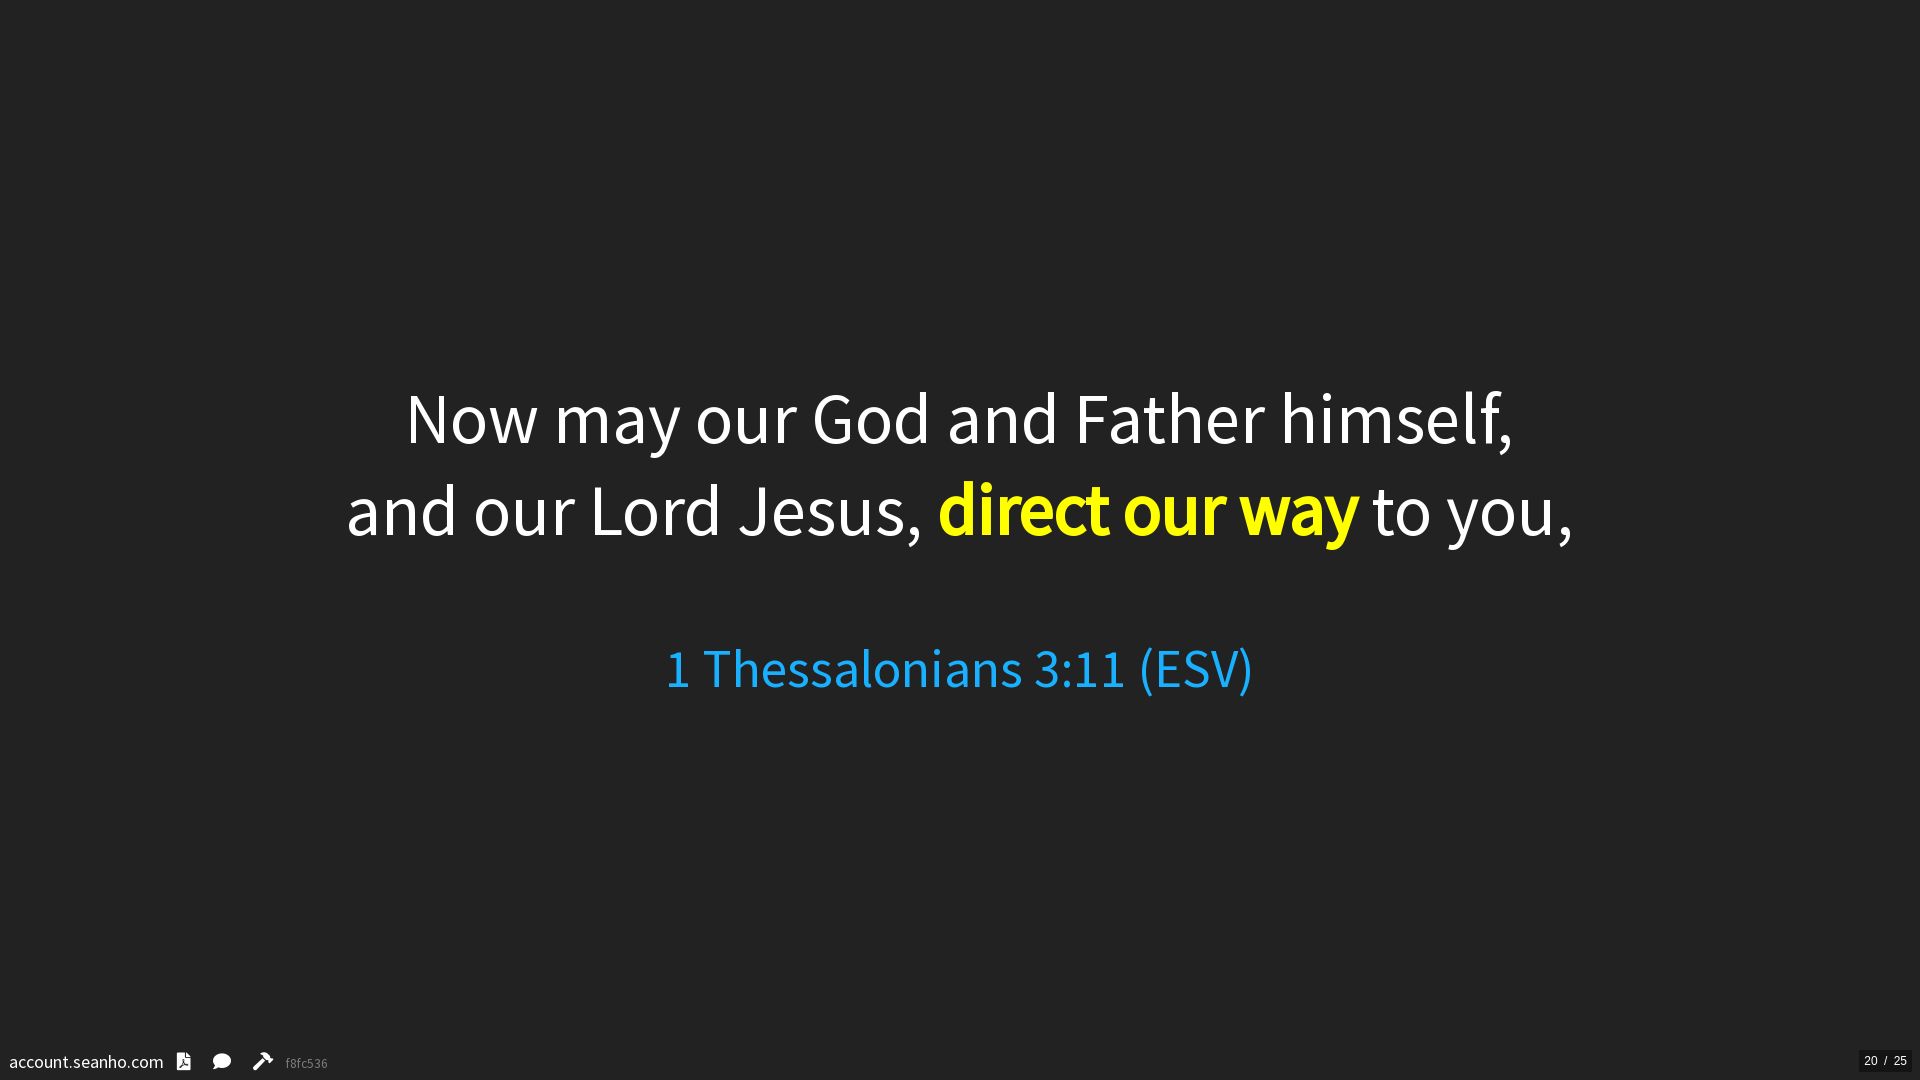 Now may our God and Father himself,
and our Lord Jesus, direct our way to you,
1 Thessalonians 3:11 (ESV)
account.seanho.com f8fc536
20 / 25